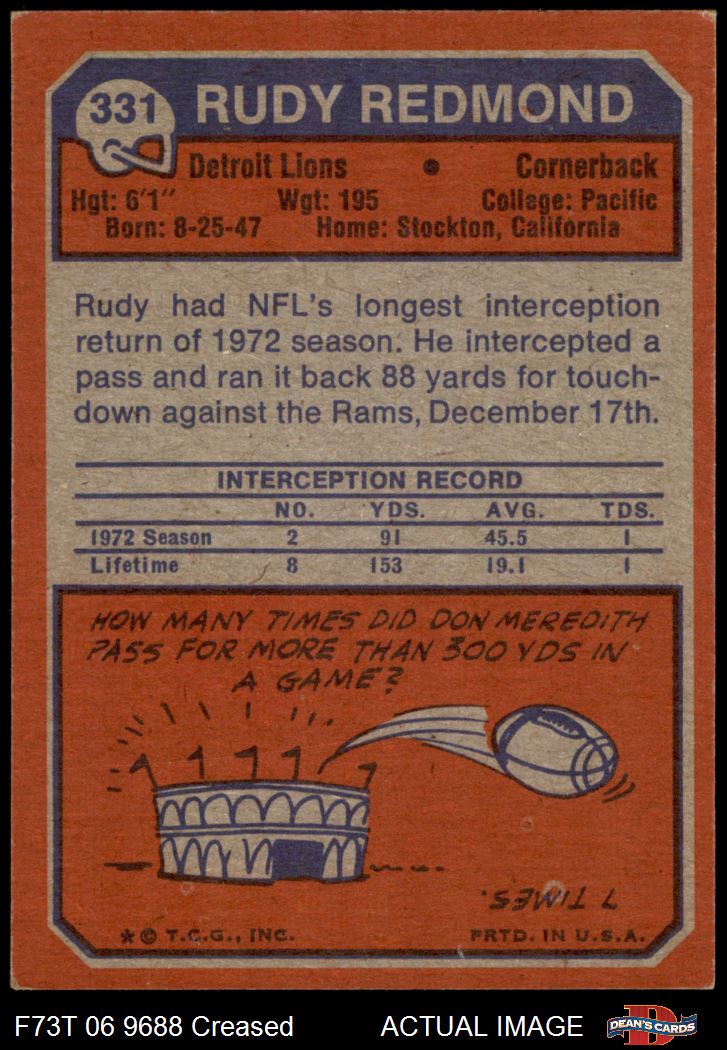 331 RUDY REDMOND
Detroit Lions • Cornerback
Hgt: 6'1" Wgt: 195 College: Pacific
Born: 8-25-47 Home: Stockton, California
Rudy had NFL's longest interception
return of 1972 season. He intercepted a
pass and ran it back 88 yards for touch-
down against the Rams, December 17th.
INTERCEPTION RECORD
NO. YDS. AVG. TDS.
1972 Season 2 91 45.5 1
Lifetime 8 153 19.1 1
HOW MANY TIMES DID DON MEREDITH
PASS FOR MORE THAN 300 YDS IN
A GAME?
7 TIMES.
* © T.C.G., INC. PRTD. IN U.S.A.
F73T 06 9688 Creased ACTUAL IMAGE DEAN'S CARDS